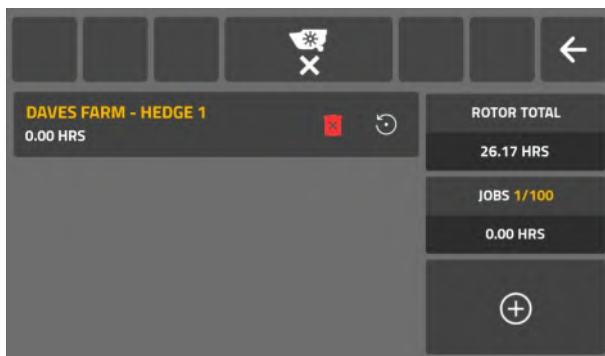 DAVES FARM - HEDGE 1
0.00 HRS
ROTOR TOTAL
26.17 HRS
JOBS 1/100
0.00 HRS